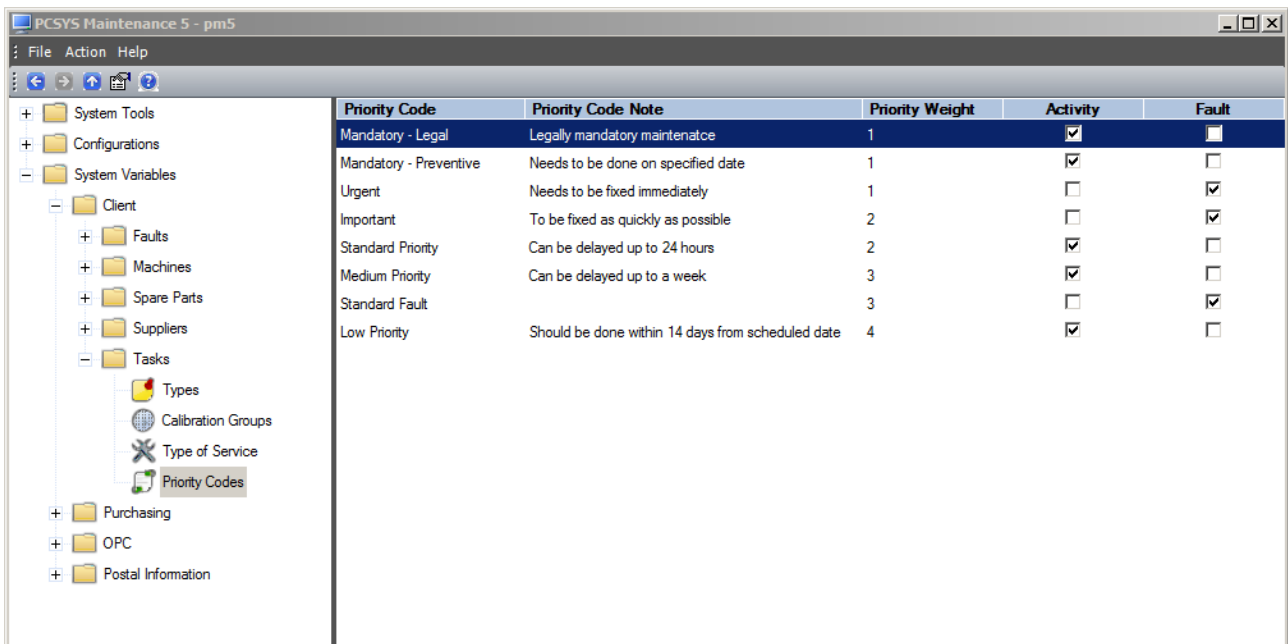 PCSYS Maintenance 5 - pm5
File Action Help
System Tools
Configurations
System Variables
Client
Faults
Machines
Spare Parts
Suppliers
Tasks
Types
Calibration Groups
Type of Service
Priority Codes
Purchasing
OPC
Postal Information
Priority Code Priority Code Note Priority Weight Activity Fault
Mandatory - Legal Legally mandatory maintenatce 1
Mandatory - Preventive Needs to be done on specified date 1
Urgent Needs to be fixed immediately 1
Important To be fixed as quickly as possible 2
Standard Priority Can be delayed up to 24 hours 2
Medium Priority Can be delayed up to a week 3
Standard Fault 3
Low Priority Should be done within 14 days from scheduled date 4